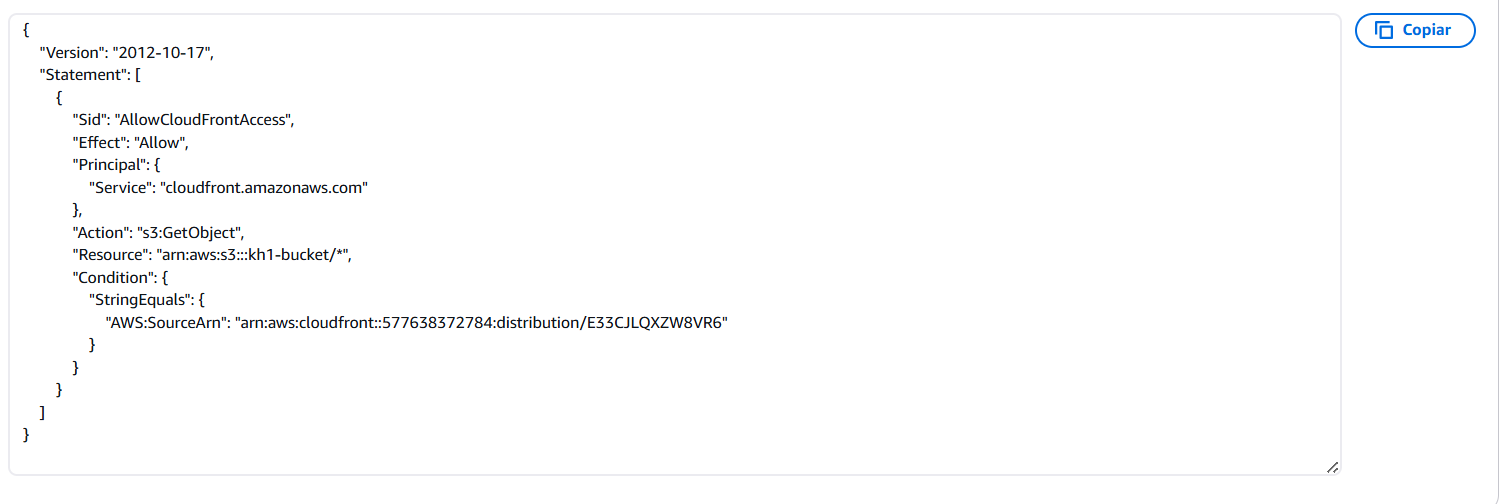 {
"Version": "2012-10-17",
"Statement": [
{
"Sid": "AllowCloudFrontAccess",
"Effect": "Allow",
"Principal": {
"Service": "cloudfront.amazonaws.com"
},
"Action": "s3:GetObject",
"Resource": "arn:aws:s3:::kh1-bucket/*",
"Condition": {
"StringEquals": {
"AWS:SourceArn": "arn:aws:cloudfront::577638372784:distribution/E33CJLQXZW8VR6"
}
}
}
]
}
Copiar